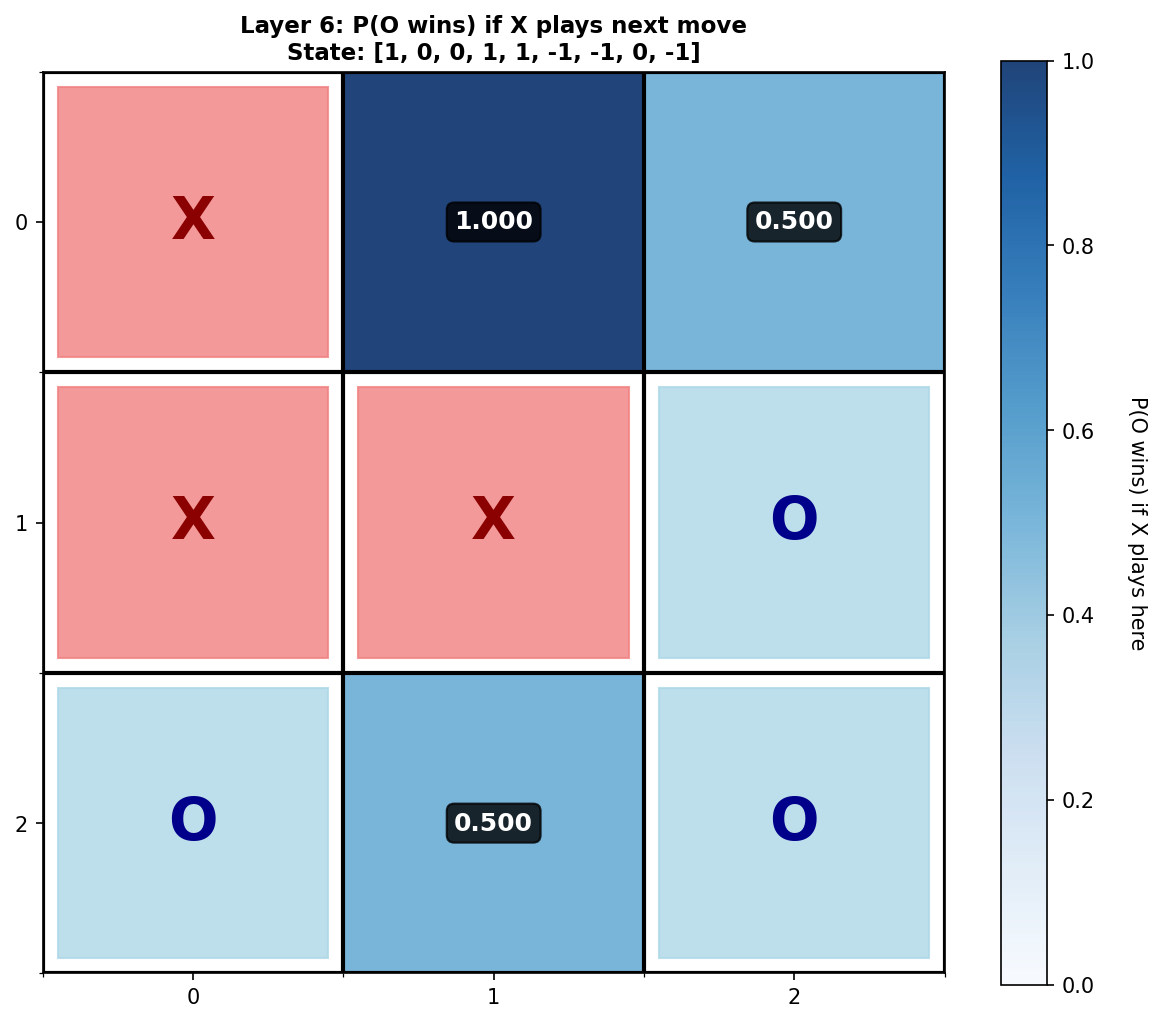 Layer 6: P(O wins) if X plays next move
State: [1, 0, 0, 1, 1, -1, -1, 0, -1]
0
X
1.000
0.500
1
X
X
O
2
O
0.500
O
0
1
2
1.0
0.8
0.6
0.4
0.2
0.0
P(O wins) if X plays here